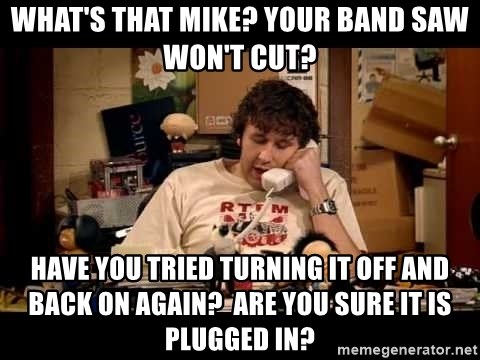 WHAT'S THAT MIKE? YOUR BAND SAW
WON'T CUT?
RTFM
HAVE YOU TRIED TURNING IT OFF AND
BACK ON AGAIN? ARE YOU SURE IT IS
PLUGGED IN?
memegenerator.net